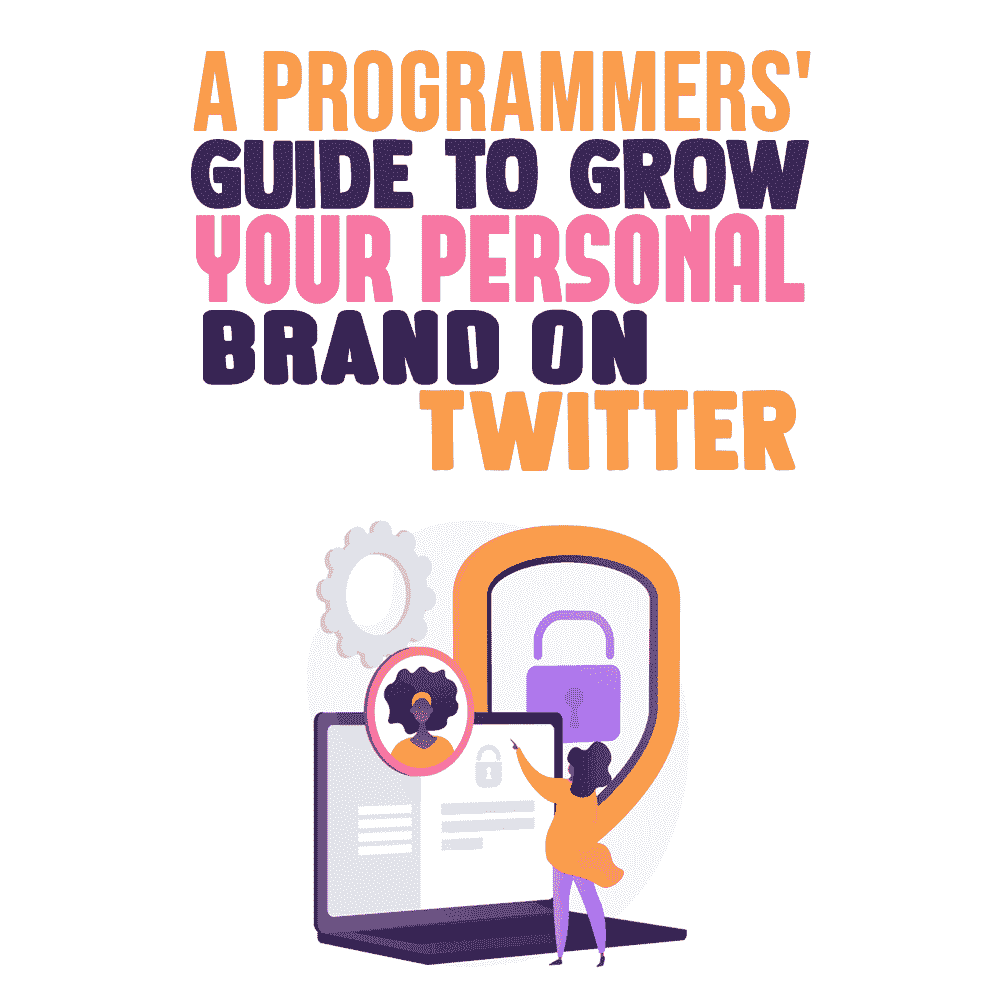 A PROGRAMMERS'
GUIDE TO GROW
YOUR PERSONAL
BRAND ON
TWITTER